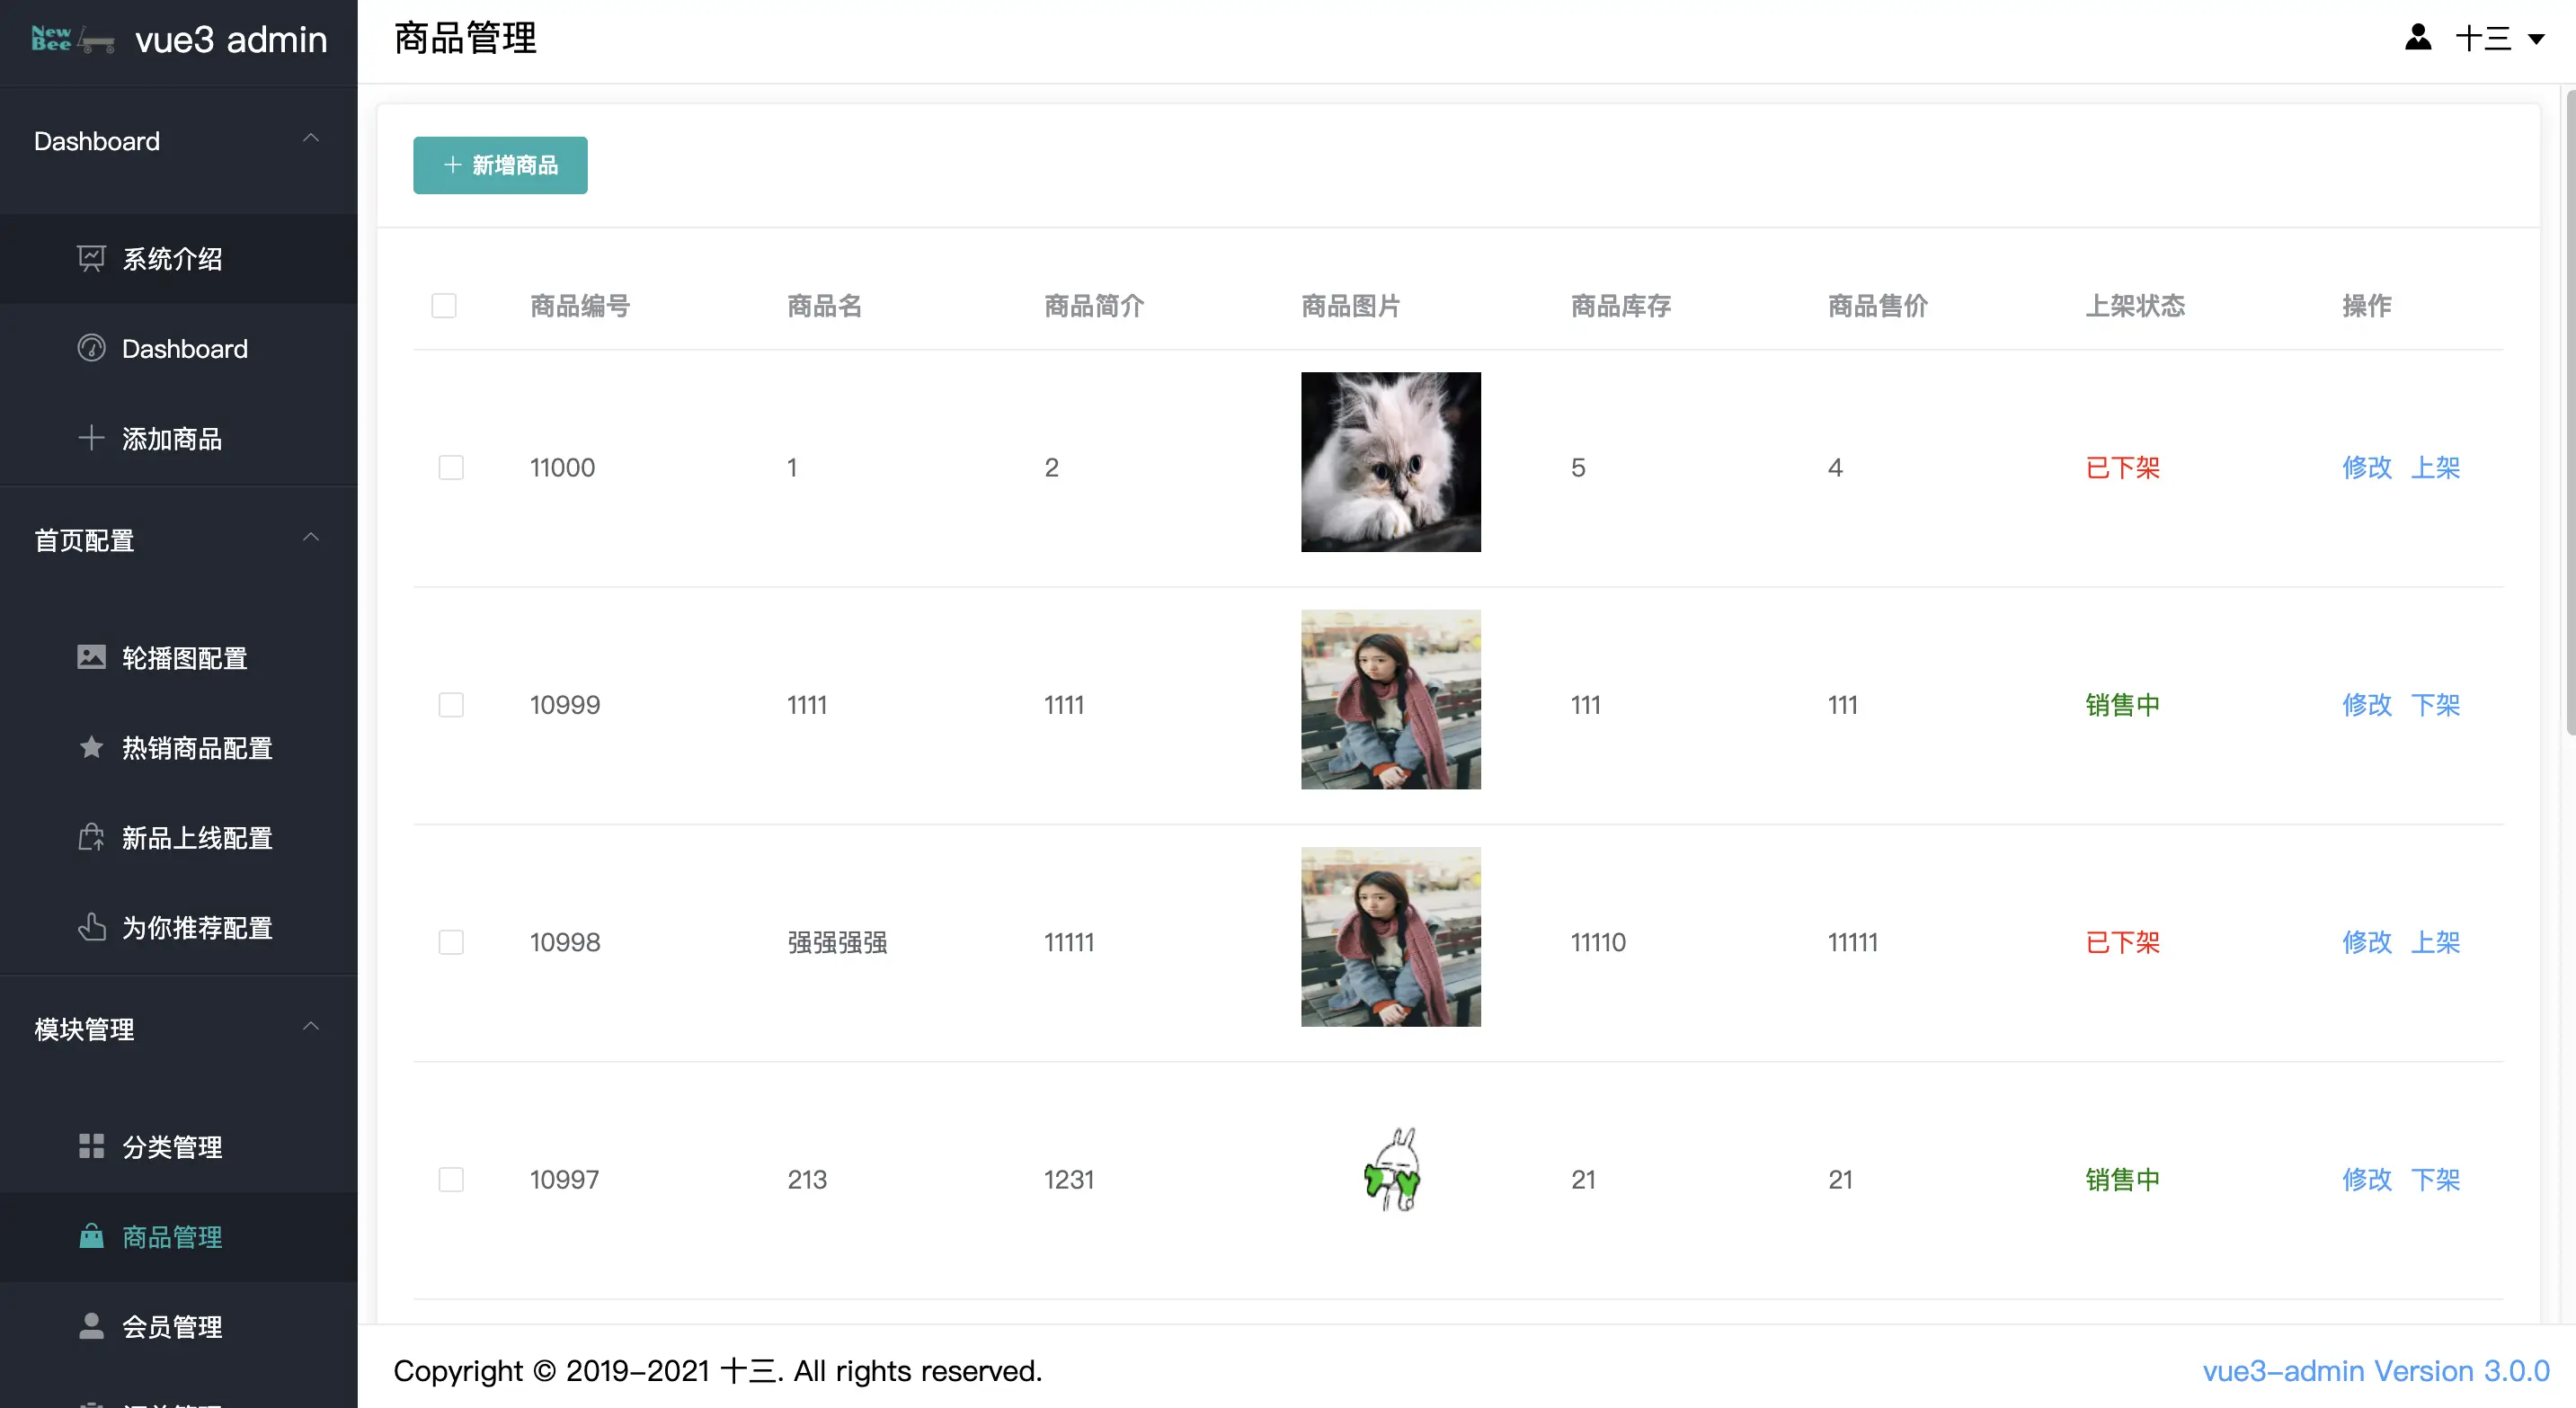 New
Bee
vue3 admin
商品管理
十三
Dashboard
系统介绍
Dashboard
添加商品
首页配置
轮播图配置
热销商品配置
新品上线配置
为你推荐配置
模块管理
分类管理
商品管理
会员管理
新增商品
商品编号 商品名 商品简介 商品图片 商品库存 商品售价 上架状态 操作
11000 1 2 5 4 已下架 修改 上架
10999 1111 1111 111 111 销售中 修改 下架
10998 强强强强 11111 11110 11111 已下架 修改 上架
10997 213 1231 21 21 销售中 修改 下架
Copyright © 2019-2021 十三. All rights reserved.
vue3-admin Version 3.0.0